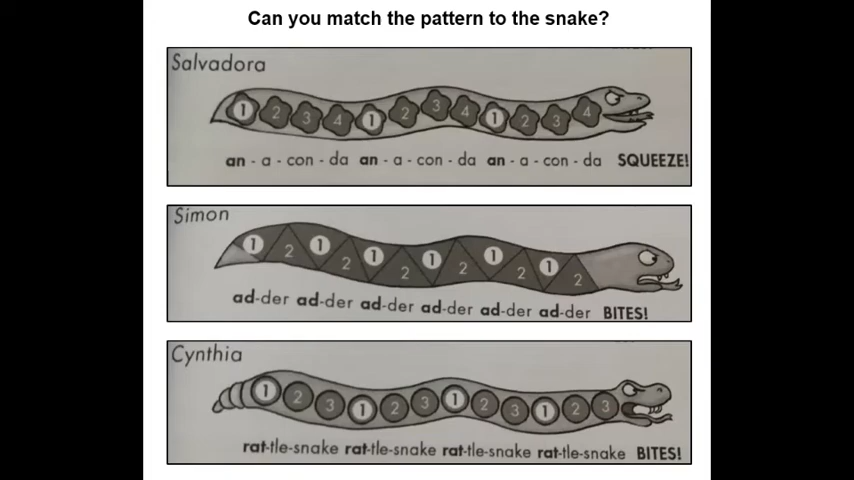 Can you match the pattern to the snake?
Salvadora
1 2 3 4 1 2 3 4 1 2 3 4
an - a - con - da an - a - con - da an - a - con - da SQUEEZE!
Simon
1 2 1 2 1 2 1 2 1 2 1 2
ad-der ad-der ad-der ad-der ad-der ad-der BITES!
Cynthia
1 2 3 1 2 3 1 2 3 1 2 3
rat-tle-snake rat-tle-snake rat-tle-snake rat-tle-snake BITES!